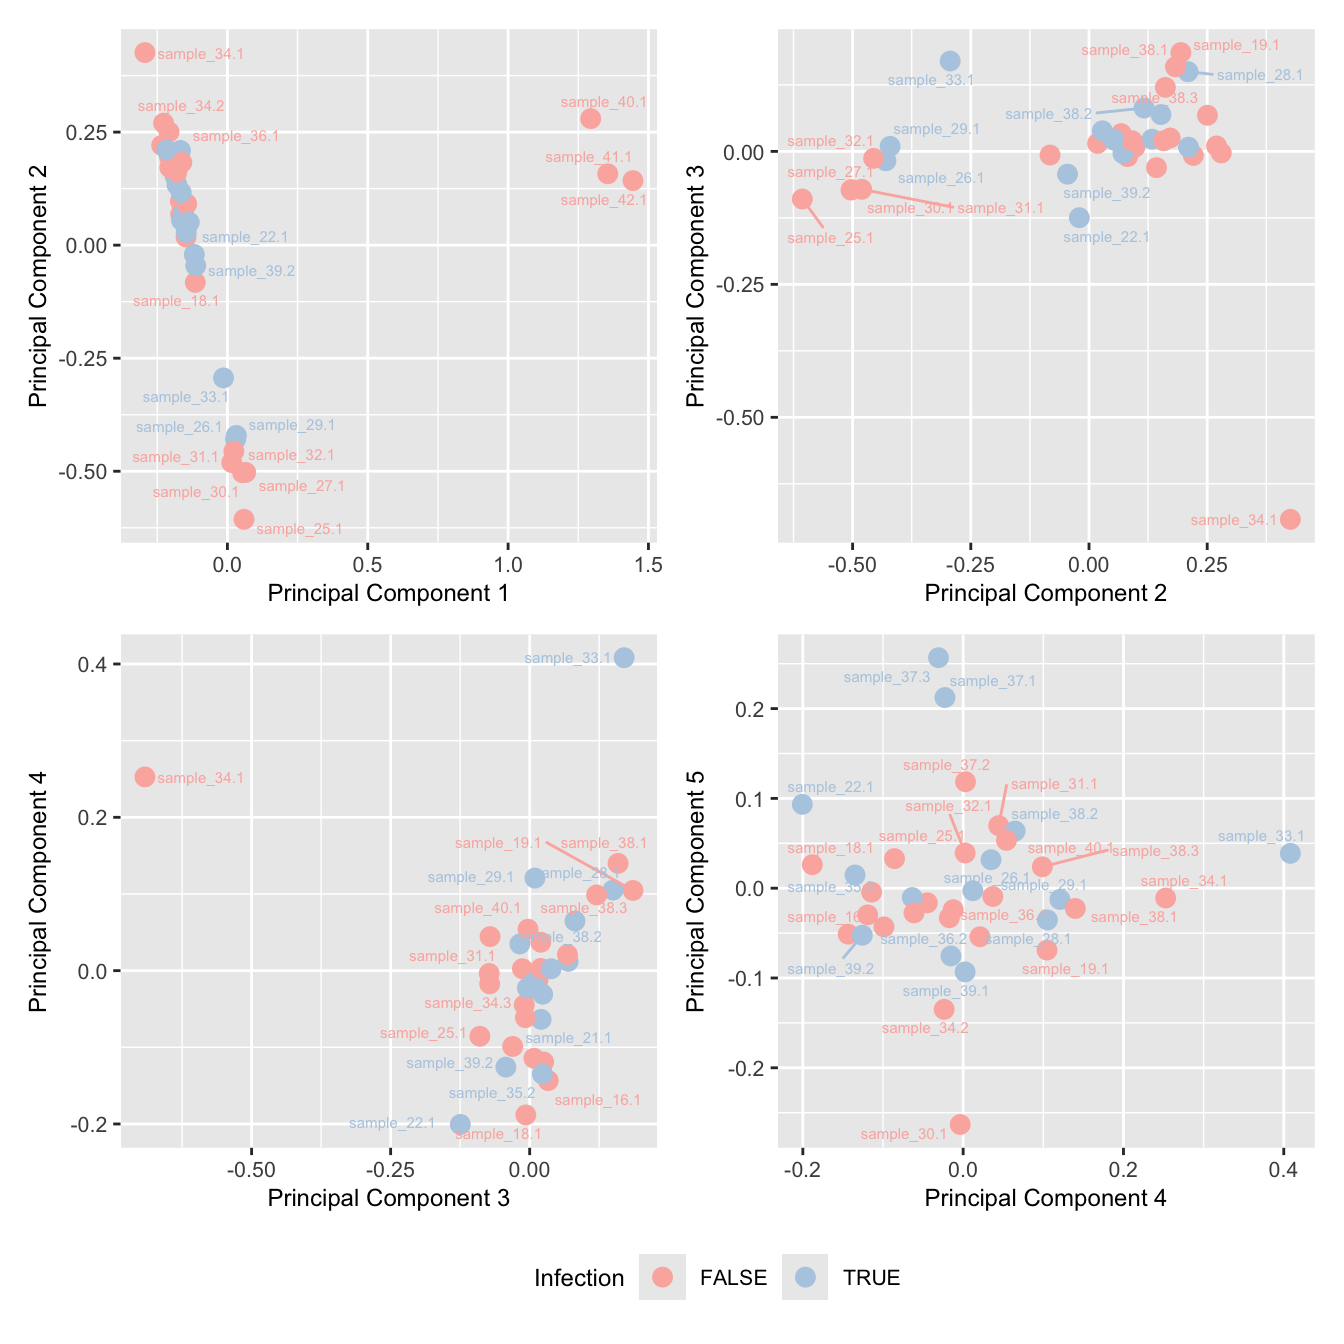 sample_34.1
sample_34.2
sample_36.1
sample_40.1
sample_41.1
sample_42.1
sample_22.1
sample_39.2
sample_18.1
sample_33.1
sample_26.1
sample_29.1
sample_31.1
sample_32.1
sample_30.1
sample_27.1
sample_25.1
0.25
0.00
-0.25
-0.50
0.0 0.5 1.0 1.5
Principal Component 1
Principal Component 2
sample_38.1
sample_19.1
sample_33.1
sample_28.1
sample_38.3
sample_38.2
sample_29.1
sample_32.1
sample_27.1
sample_26.1
sample_39.2
sample_30.1
sample_31.1
sample_25.1
sample_22.1
sample_34.1
0.00
-0.25
-0.50
-0.50 -0.25 0.00 0.25
Principal Component 2
Principal Component 3
sample_33.1
sample_34.1
sample_19.1
sample_38.1
sample_29.1
sample_40.1
sample_38.3
sample_38.2
sample_31.1
sample_34.3
sample_25.1
sample_21.1
sample_39.2
sample_35.2
sample_16.1
sample_22.1
sample_18.1
0.4
0.2
0.0
-0.2
-0.50 -0.25 0.00
Principal Component 3
Principal Component 4
sample_37.3
sample_37.1
sample_37.2
sample_22.1
sample_31.1
sample_32.1
sample_38.2
sample_33.1
sample_25.1
sample_18.1
sample_40.1
sample_38.3
sample_26.1
sample_29.1
sample_34.1
sample_38.1
sample_36.2
sample_28.1
sample_39.2
sample_19.1
sample_39.1
sample_34.2
sample_30.1
0.2
0.1
0.0
-0.1
-0.2
-0.2 0.0 0.2 0.4
Principal Component 4
Principal Component 5
Infection FALSE TRUE